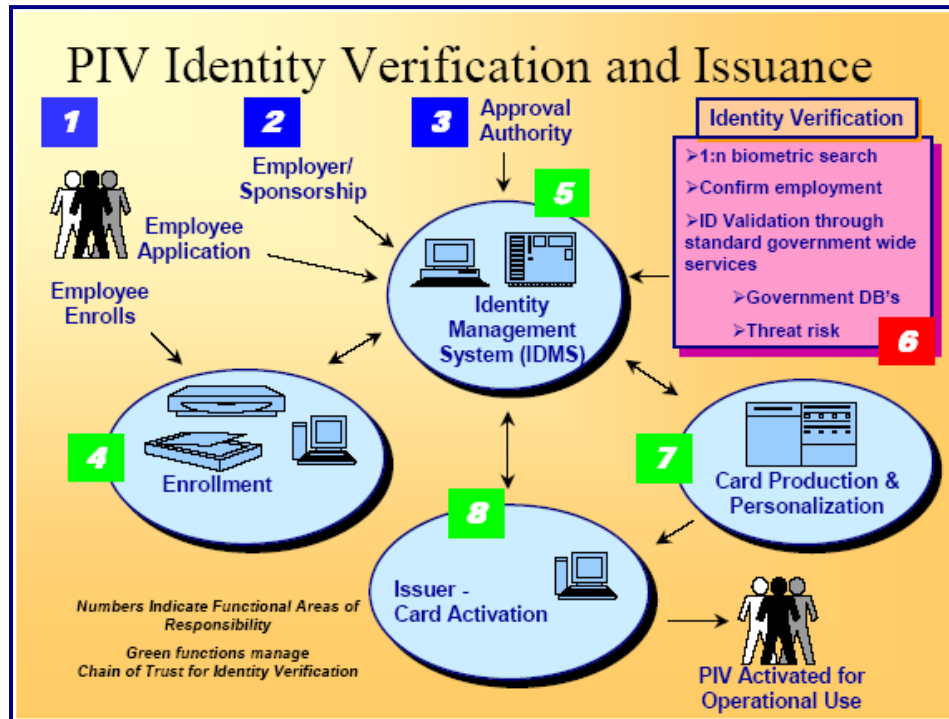 PIV Identity Verification and Issuance
1
2
3
Approval
Authority
Employer/
Sponsorship
Employee
Application
Employee
Enrolls
Identity Verification
➢1:n biometric search
➢Confirm employment
➢ID Validation through
standard government wide
services
➢Government DB's
➢Threat risk
6
5
Identity
Management
System (IDMS)
4
Enrollment
7
Card Production &
Personalization
8
Issuer -
Card Activation
Numbers Indicate Functional Areas of
Responsibility
Green functions manage
Chain of Trust for Identity Verification
PIV Activated for
Operational Use